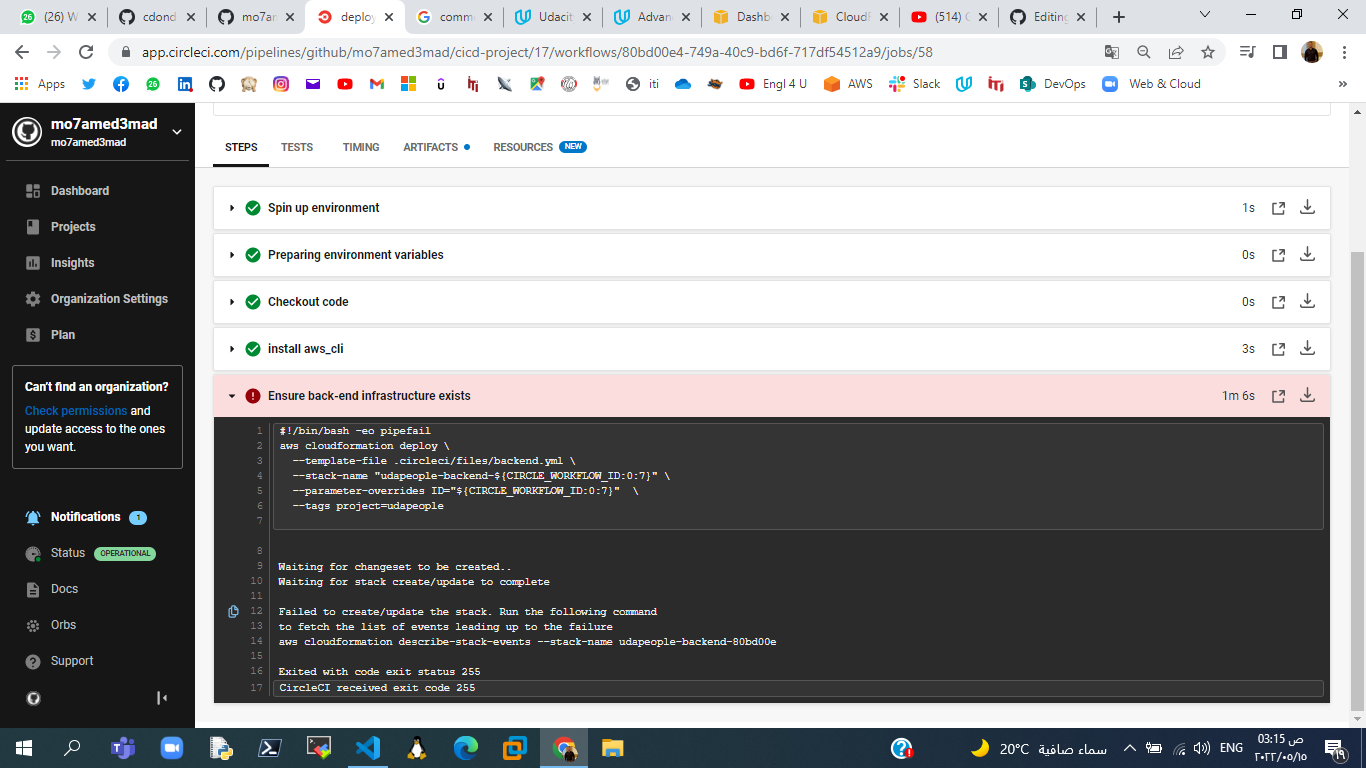 (26) W
cdond
mo7ar
deploy
comm
Udacit
Advan
Dashb
CloudF
(514) C
Editing
app.circleci.com/pipelines/github/mo7amed3mad/cicd-project/17/workflows/80bd00e4-749a-40c9-bd6f-717df54512a9/jobs/58
Apps
iti
Engl 4 U
AWS
Slack
DevOps
Web & Cloud
mo7amed3mad
mo7amed3mad
Dashboard
Projects
Insights
Organization Settings
Plan
Can't find an organization?
Check permissions and
update access to the ones
you want.
Notifications 1
Status OPERATIONAL
Docs
Orbs
Support
STEPS TESTS TIMING ARTIFACTS RESOURCES NEW
Spin up environment 1s
Preparing environment variables 0s
Checkout code 0s
install aws_cli 3s
Ensure back-end infrastructure exists 1m 6s
1 #!/bin/bash -eo pipefail
2 aws cloudformation deploy \
3 --template-file .circleci/files/backend.yml \
4 --stack-name "udapeople-backend-${CIRCLE_WORKFLOW_ID:0:7}" \
5 --parameter-overrides ID="${CIRCLE_WORKFLOW_ID:0:7}" \
6 --tags project=udapeople
7
8
9 Waiting for changeset to be created..
10 Waiting for stack create/update to complete
11
12 Failed to create/update the stack. Run the following command
13 to fetch the list of events leading up to the failure
14 aws cloudformation describe-stack-events --stack-name udapeople-backend-80bd00e
15
16 Exited with code exit status 255
17 CircleCI received exit code 255
20°C سماء صافية
ENG
03:15 ص
٢٠٢٢/٠٥/١٥
١٩